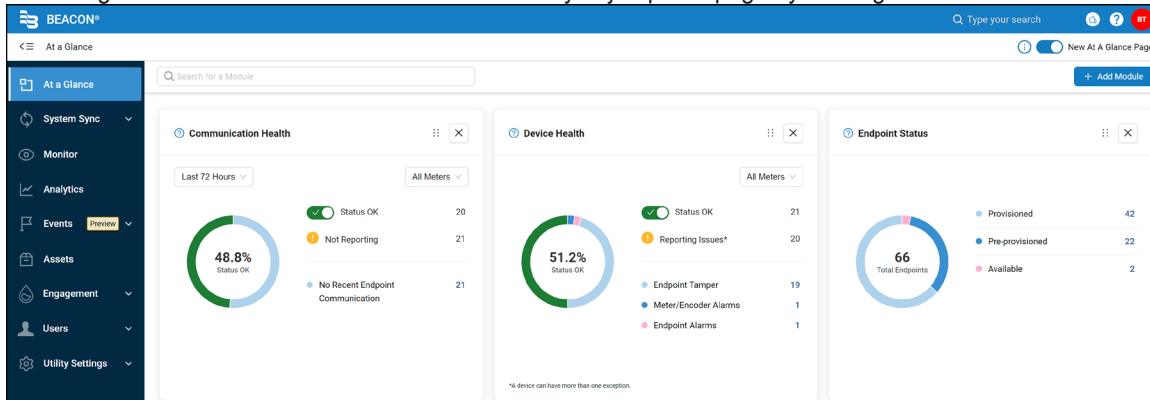 BEACON®
Type your search
BT
At a Glance
New At A Glance Page
At a Glance
System Sync
Monitor
Analytics
Events Preview
Assets
Engagement
Users
Utility Settings
Search for a Module
+ Add Module
Communication Health
Last 72 Hours
All Meters
48.8%
Status OK
Status OK 20
Not Reporting 21
No Recent Endpoint
Communication 21
Device Health
All Meters
51.2%
Status OK
Status OK 21
Reporting Issues* 20
Endpoint Tamper 19
Meter/Encoder Alarms 1
Endpoint Alarms 1
*A device can have more than one exception.
Endpoint Status
66
Total Endpoints
Provisioned 42
Pre-provisioned 22
Available 2